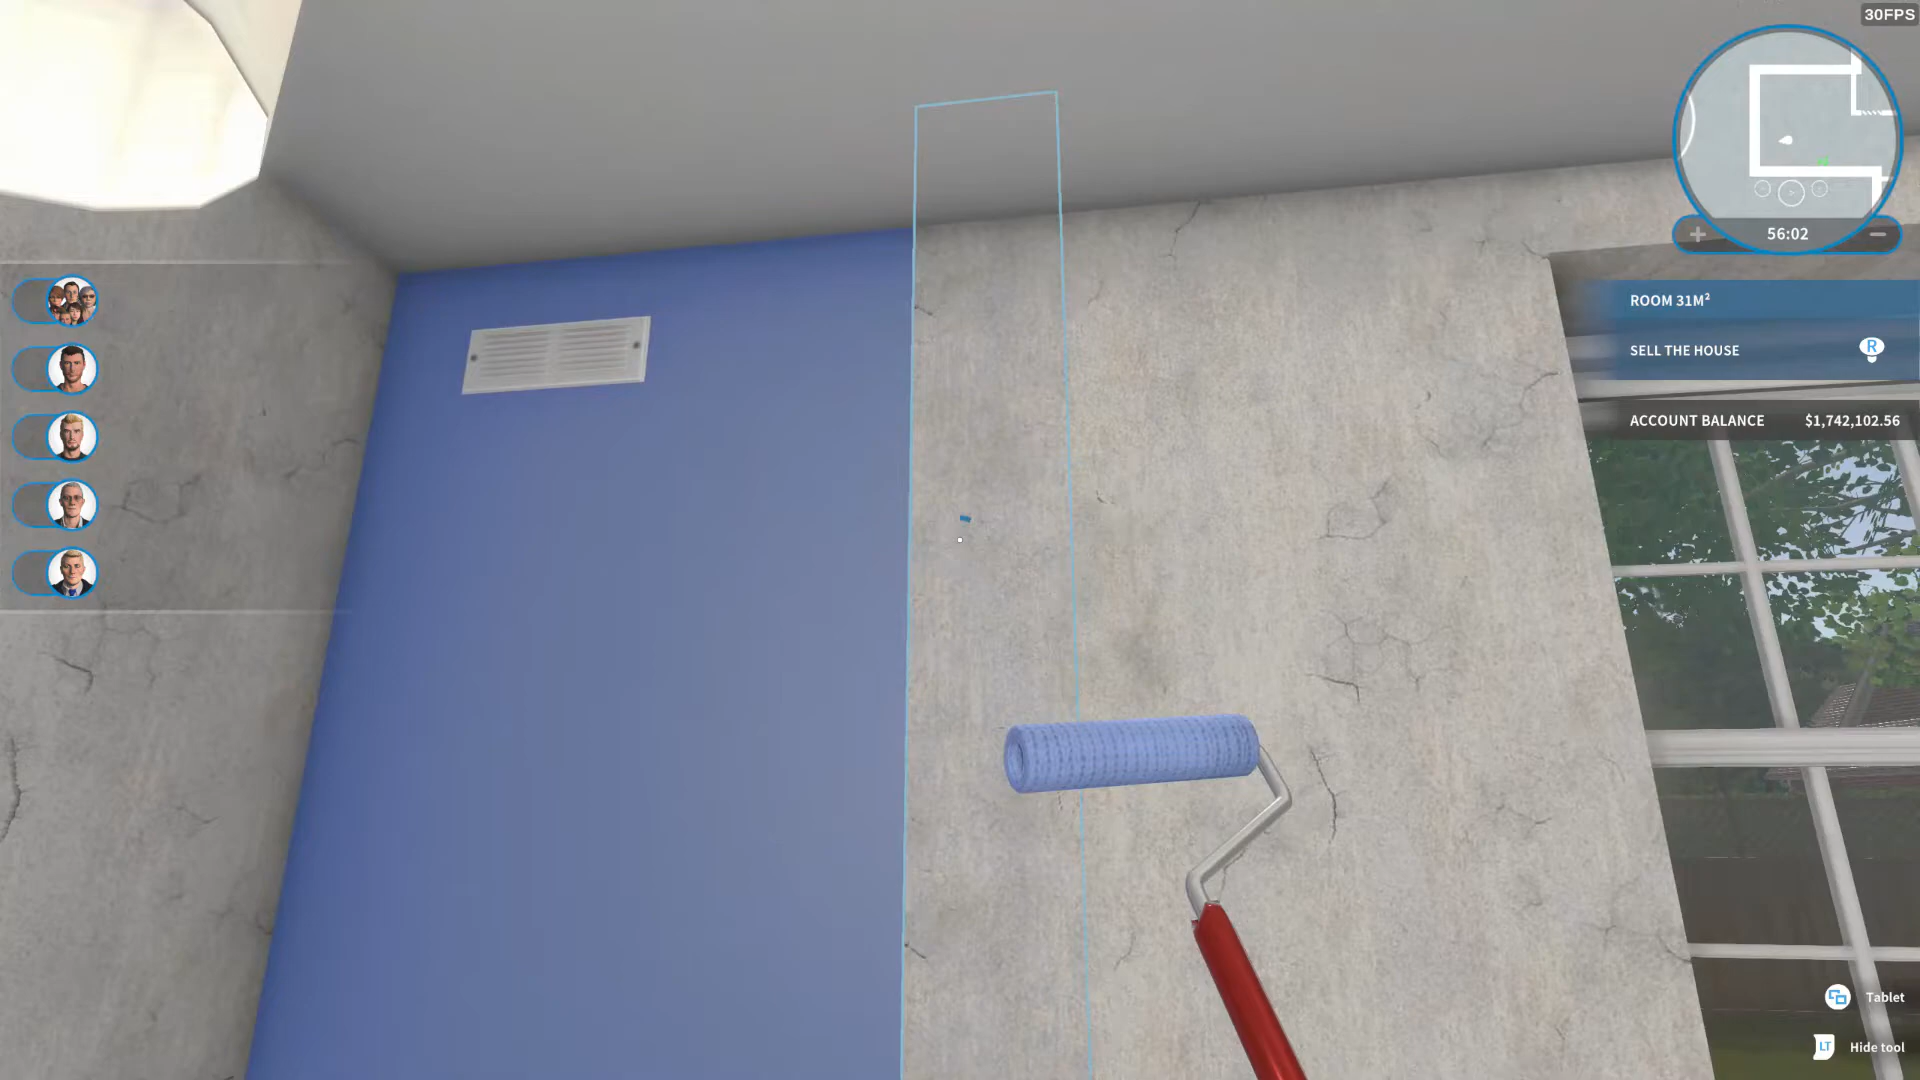 30FPS
56:02
ROOM 31M²
SELL THE HOUSE R
ACCOUNT BALANCE $1,742,102.56
Tablet
LT Hide tool